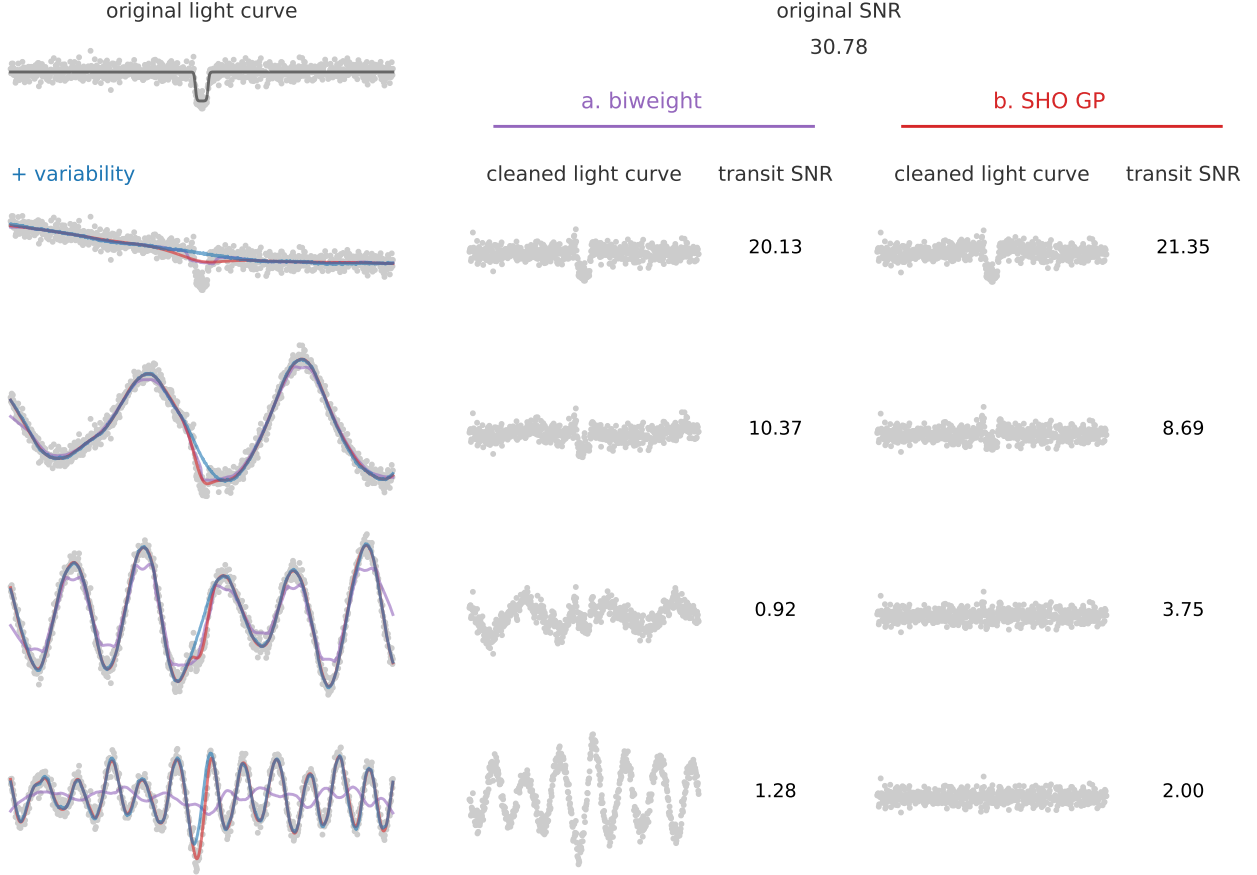 original light curve
original SNR
30.78
a. biweight
b. SHO GP
+ variability
cleaned light curve
transit SNR
cleaned light curve
transit SNR
20.13
21.35
10.37
8.69
0.92
3.75
1.28
2.00